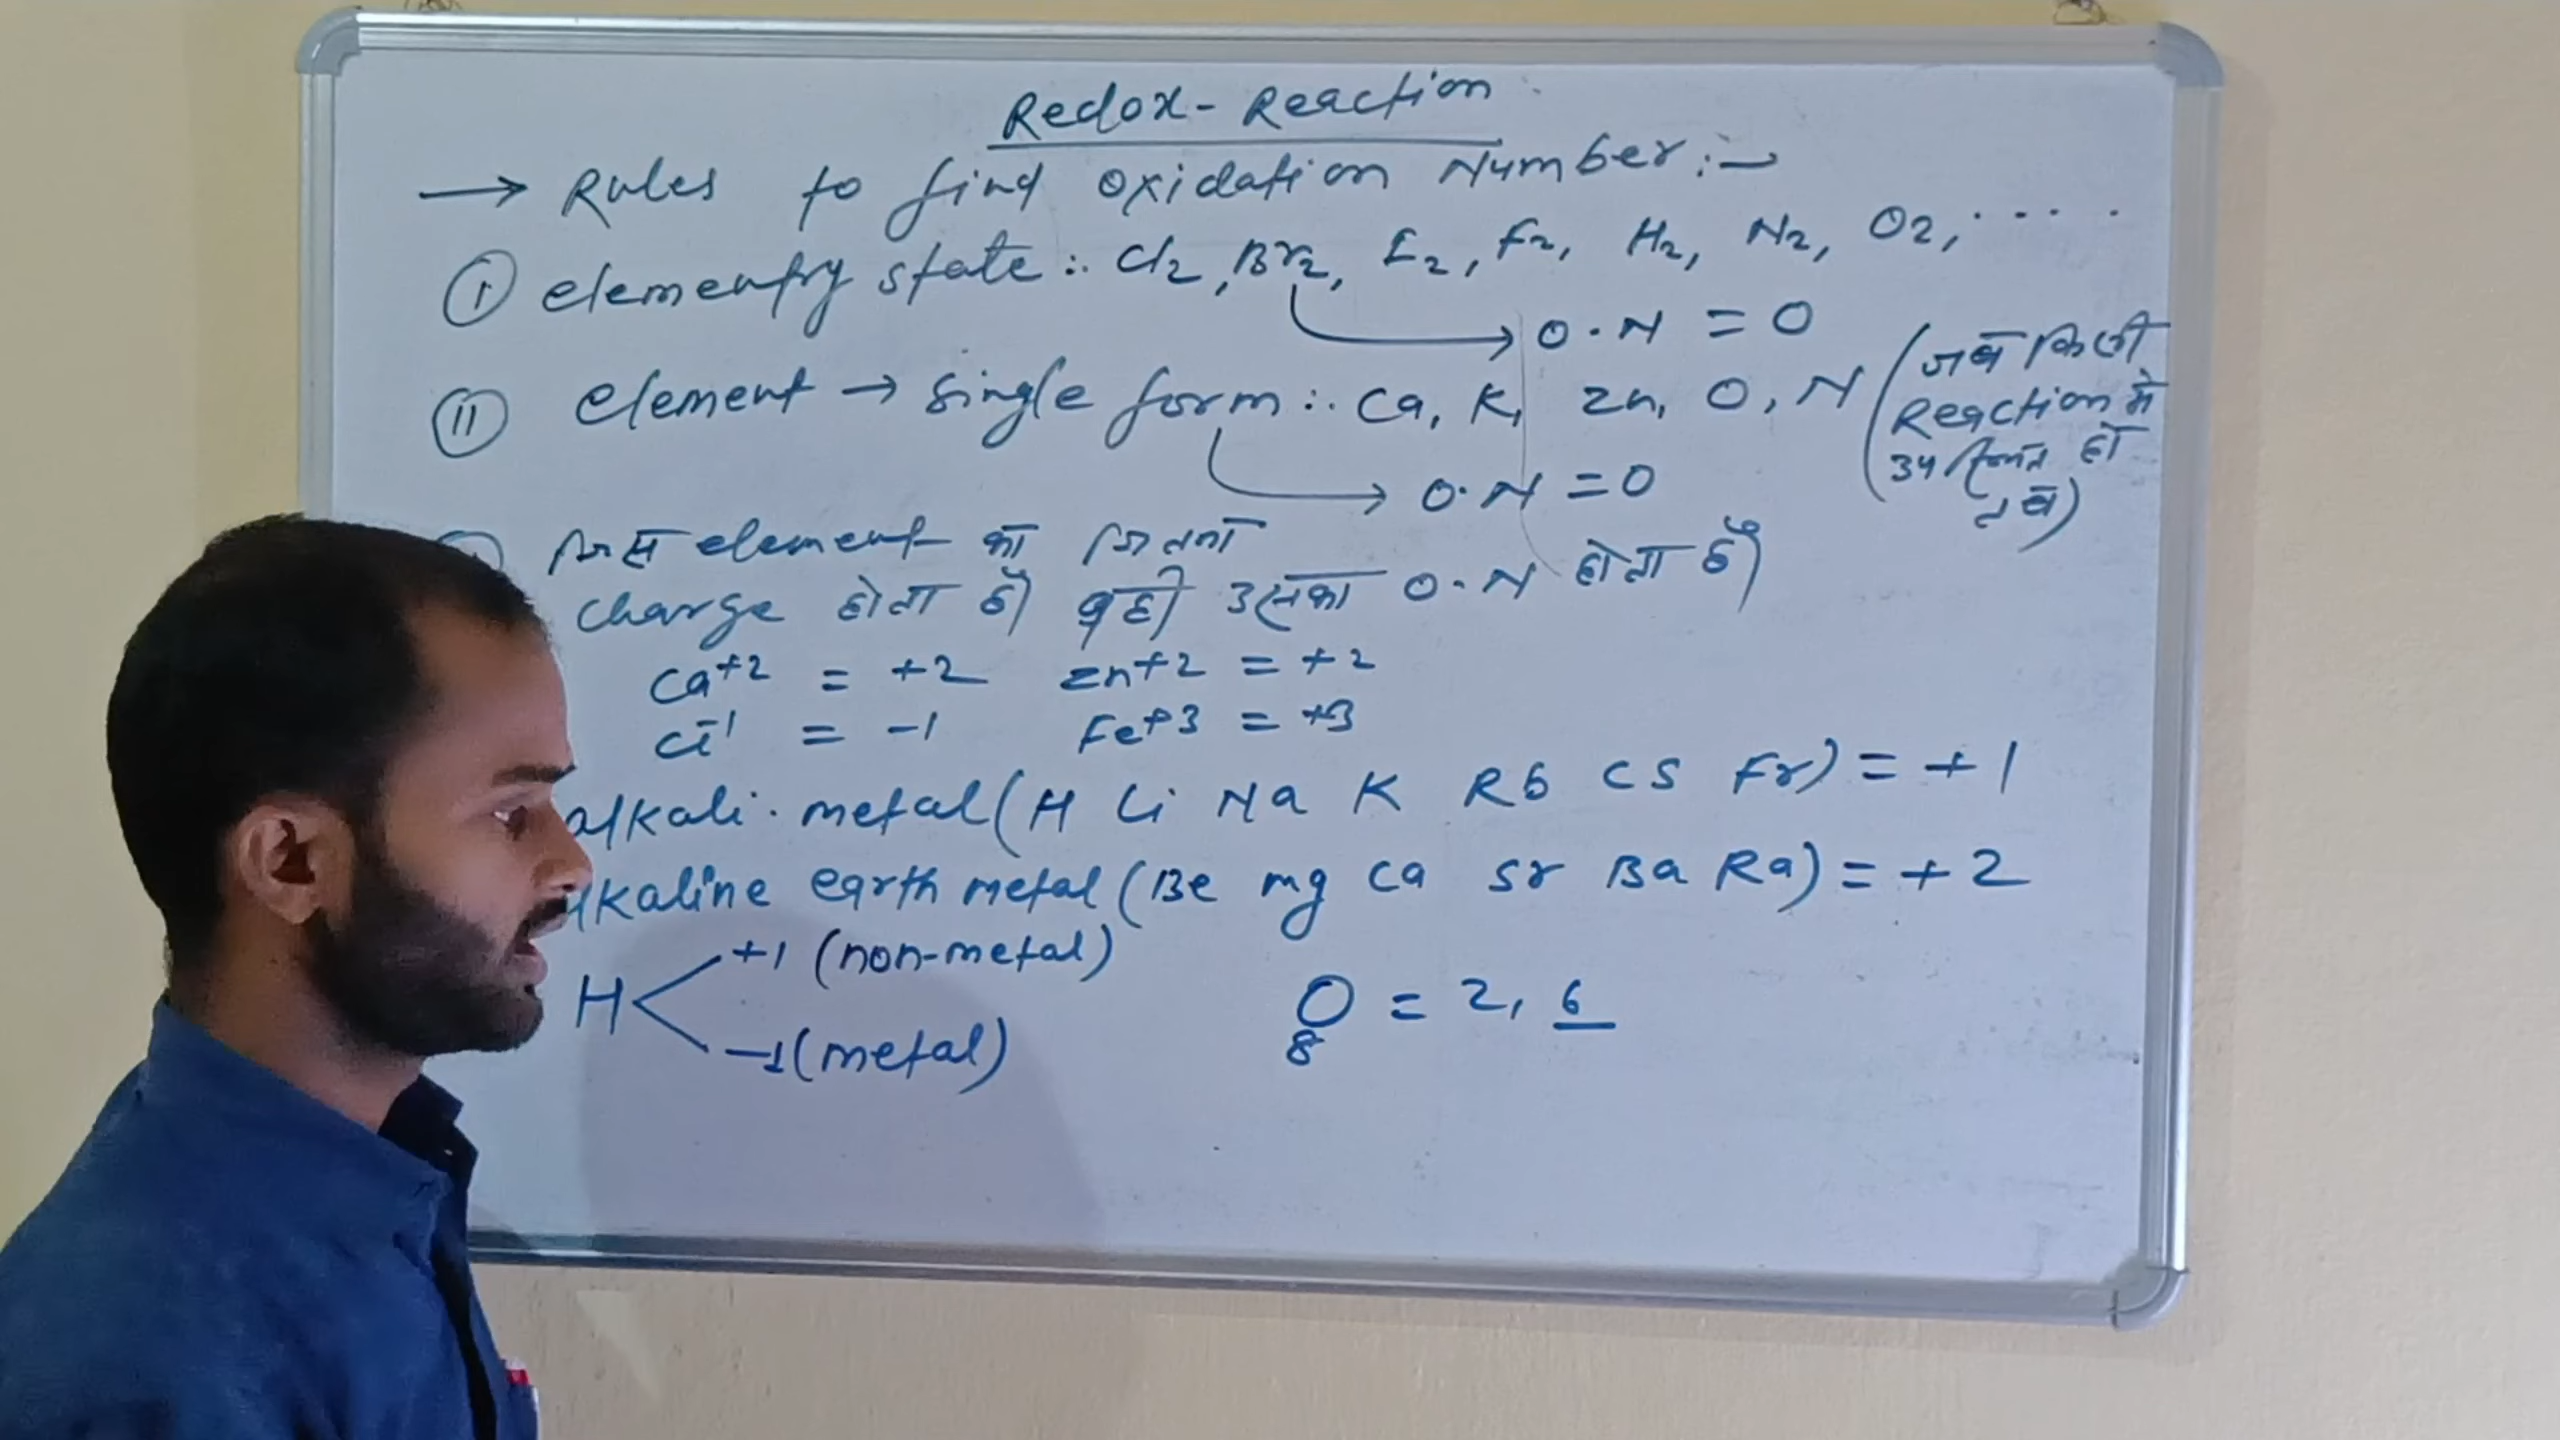 Redox - Reaction
→ Rules to find Oxidation Number :-
(I) elementry state :. Cl2, Br2, I2, F2, H2, N2, O2, ....
O.N = 0
(II) element → Single form :. Ca, K, Zn, O, N (जब किसी
Reaction में
उपस्थित हो
तब)
O.N = 0
जिस element का जितना
charge होता है वही उसका O.N होता है
Ca+2 = +2 Zn+2 = +2
Cl-1 = -1 Fe+3 = +3
alkali. metal (H Li Na K Rb CS Fr) = +1
alkaline earth metal (Be mg Ca Sr Ba Ra) = +2
H < +1 (non-metal)
-1 (metal)
O = 2, 6
8